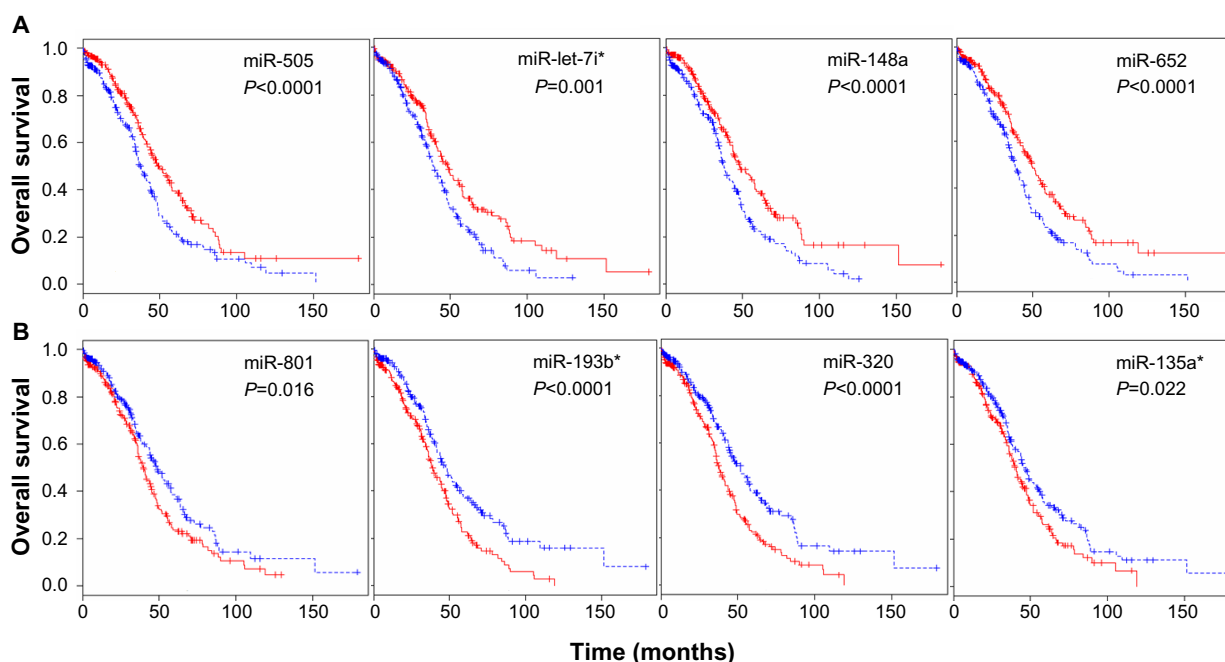 A
miR-505
P<0.0001
miR-let-7i*
P=0.001
miR-148a
P<0.0001
miR-652
P<0.0001
Overall survival
1.0
0.8
0.6
0.4
0.2
0.0
0 50 100 150
0 50 100 150
0 50 100 150
0 50 100 150
B
miR-801
P=0.016
miR-193b*
P<0.0001
miR-320
P<0.0001
miR-135a*
P=0.022
Overall survival
1.0
0.8
0.6
0.4
0.2
0.0
0 50 100 150
0 50 100 150
0 50 100 150
0 50 100 150
Time (months)